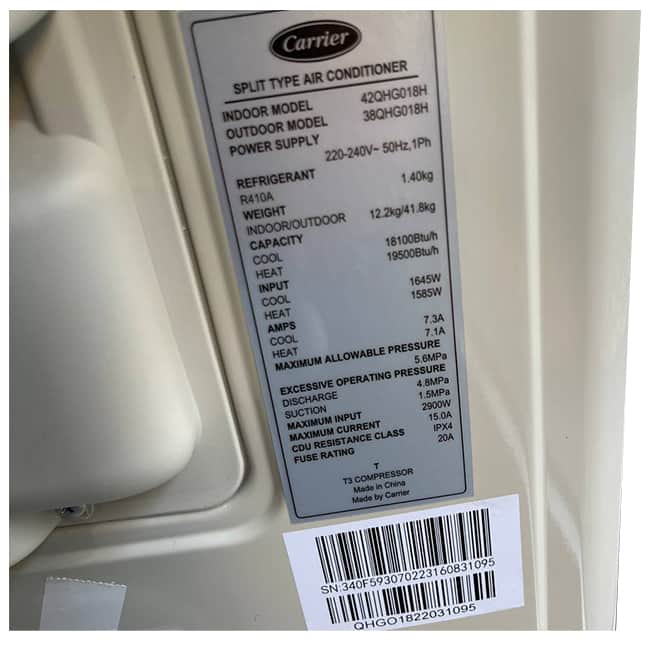 Carrier
SPLIT TYPE AIR CONDITIONER
INDOOR MODEL 42QHG018H
OUTDOOR MODEL 38QHG018H
POWER SUPPLY
220-240V~ 50Hz,1Ph
REFRIGERANT
R410A 1.40kg
WEIGHT
INDOOR/OUTDOOR 12.2kg/41.8kg
CAPACITY
COOL 18100Btu/h
HEAT 19500Btu/h
INPUT
COOL 1645W
HEAT 1585W
AMPS
COOL 7.3A
HEAT 7.1A
MAXIMUM ALLOWABLE PRESSURE
5.6MPa
EXCESSIVE OPERATING PRESSURE
DISCHARGE 4.8MPa
SUCTION 1.5MPa
MAXIMUM INPUT 2900W
MAXIMUM CURRENT 15.0A
CDU RESISTANCE CLASS IPX4
FUSE RATING 20A
T
T3 COMPRESSOR
Made in China
Made by Carrier
SN:340F593070223160831095
QHGO1822031095